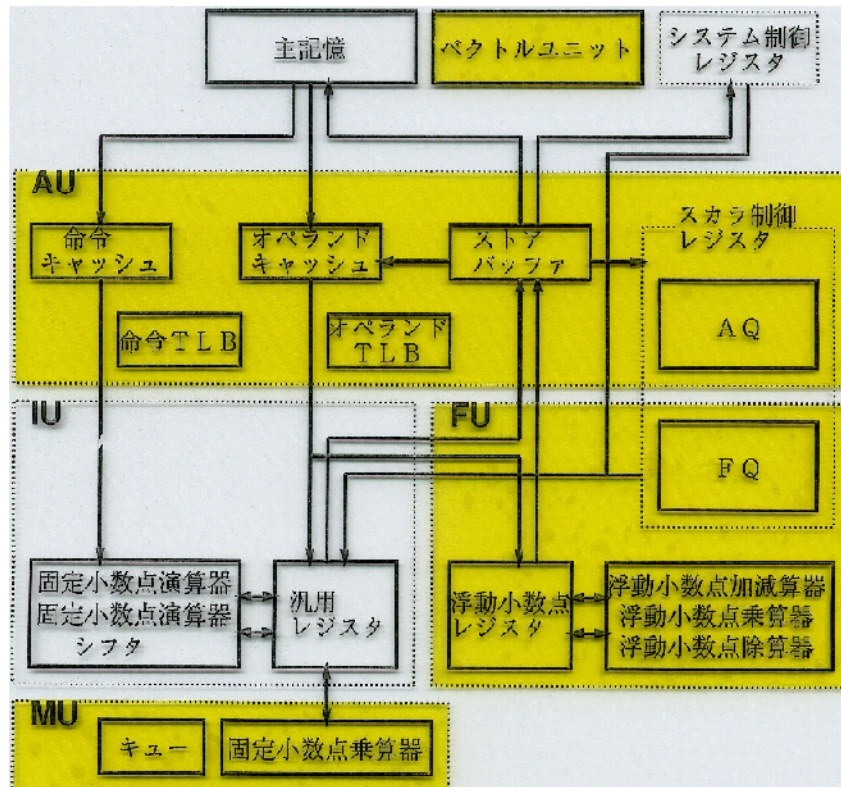 主記憶
ベクトルユニット
システム制御
レジスタ
AU
命令
キャッシュ
オペランド
キャッシュ
ストア
バッファ
スカラ制御
レジスタ
命令TLB
オペランド
TLB
AQ
IU
FU
FQ
固定小数点演算器
固定小数点演算器
シフタ
汎用
レジスタ
浮動小数点
レジスタ
浮動小数点加減算器
浮動小数点乗算器
浮動小数点除算器
MU
キュー
固定小数点乗算器